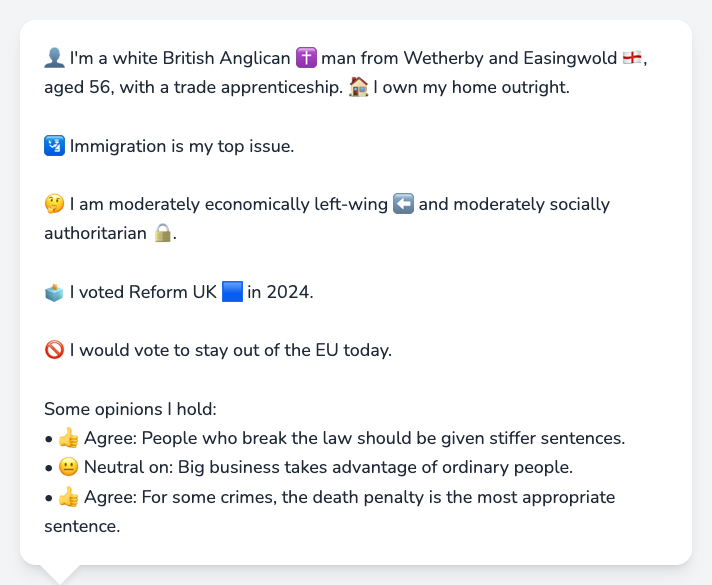 👤 I'm a white British Anglican ✝️ man from Wetherby and Easingwold 🏴󠁧󠁢󠁥󠁮󠁧󠁿,
aged 56, with a trade apprenticeship. 🏠 I own my home outright.
🛂 Immigration is my top issue.
🤔 I am moderately economically left-wing ⬅️ and moderately socially
authoritarian 🔒.
🗳️ I voted Reform UK 🟦 in 2024.
🚫 I would vote to stay out of the EU today.
Some opinions I hold:
• 👍 Agree: People who break the law should be given stiffer sentences.
• 😐 Neutral on: Big business takes advantage of ordinary people.
• 👍 Agree: For some crimes, the death penalty is the most appropriate
sentence.